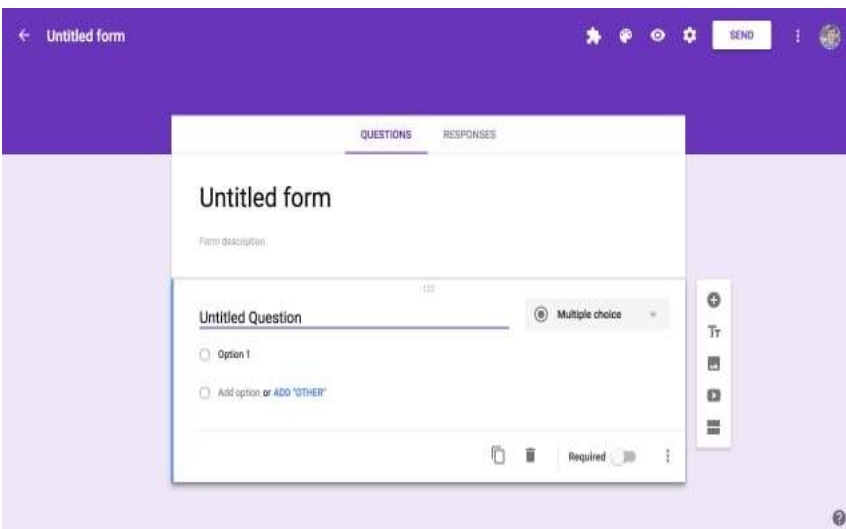 Untitled form
SEND
QUESTIONS RESPONSES
Untitled form
Form description
Untitled Question
Multiple choice
Option 1
Add option or ADD "OTHER"
Tт
Required